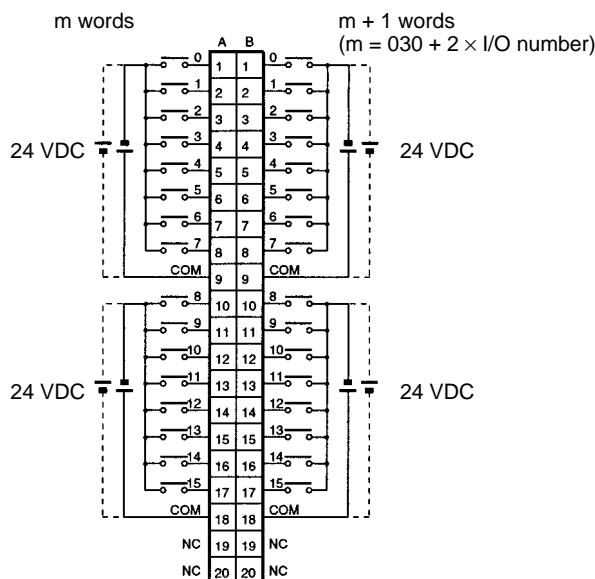 m words
m + 1 words
(m = 030 + 2 × I/O number)
A B
0 1 1 0
1 2 2 1
2 3 3 2
3 4 4 3
24 VDC 24 VDC
4 5 5 4
5 6 6 5
6 7 7 6
7 8 8 7
COM 9 9 COM
8 10 10 8
9 11 11 9
10 12 12 10
11 13 13 11
24 VDC 24 VDC
12 14 14 12
13 15 15 13
14 16 16 14
15 17 17 15
COM 18 18 COM
NC 19 19 NC
NC 20 20 NC